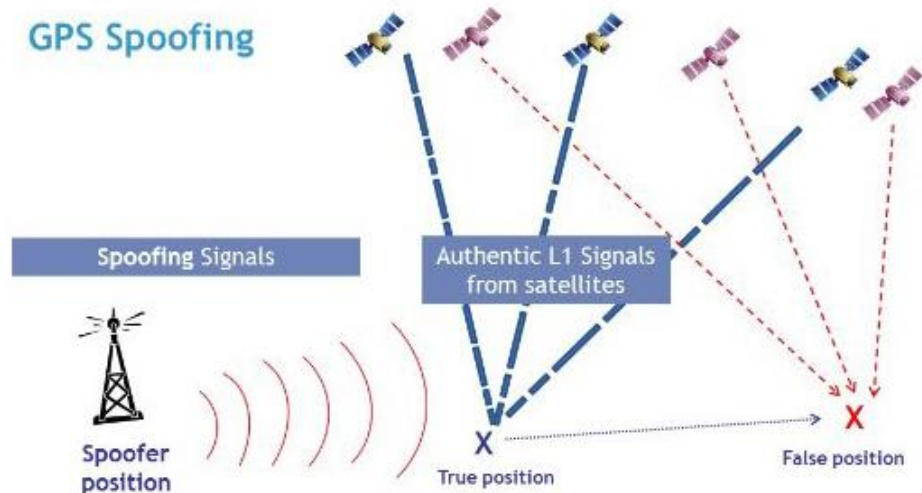 GPS Spoofing
Spoofing Signals
Authentic L1 Signals
from satellites
Spoofer
position
X
True position
X
False position